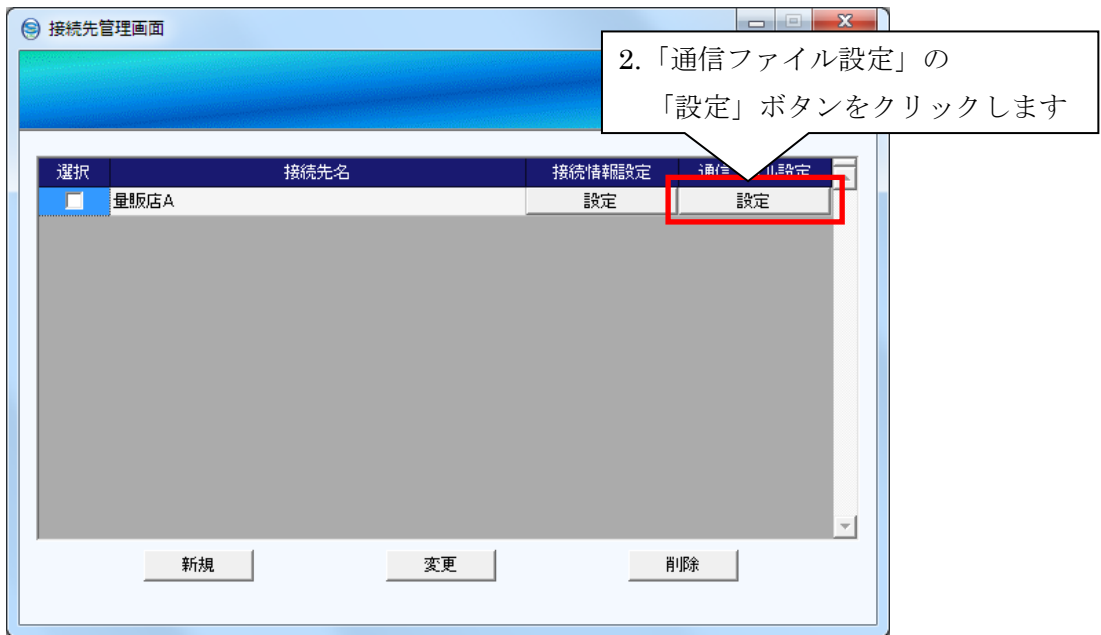 接続先管理画面
2.「通信ファイル設定」の
「設定」ボタンをクリックします
選択 接続先名 接続情報設定 通信 ル設定
量販店A 設定 設定
新規 変更 削除